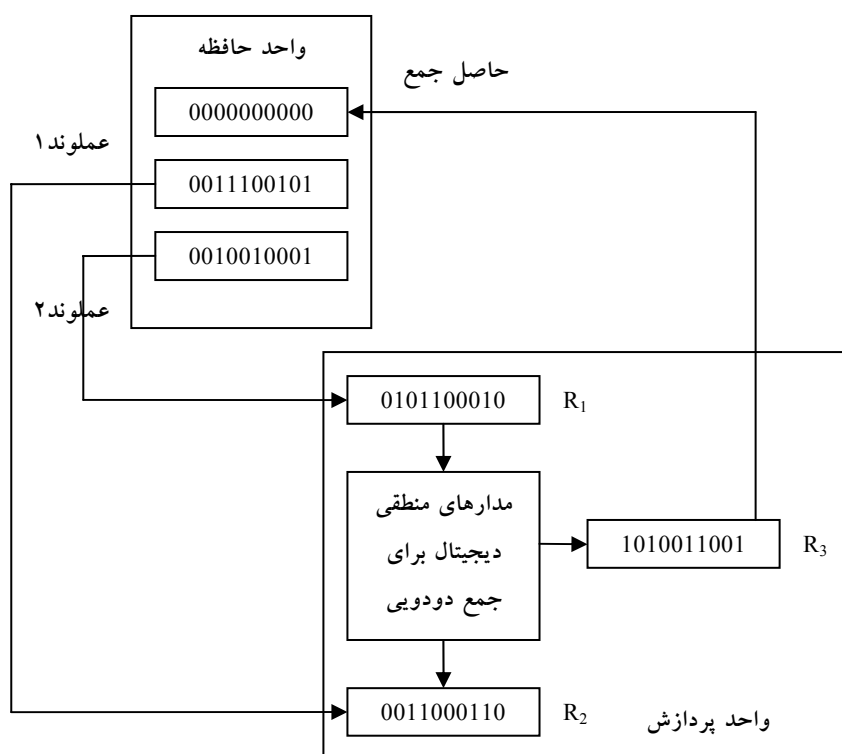 واحد حافظه
حاصل جمع
0000000000
عملوند۱
0011100101
0010010001
عملوند۲
0101100010 R₁
مدارهای منطقی
دیجیتال برای
جمع دودویی
1010011001 R₃
0011000110 R₂
واحد پردازش